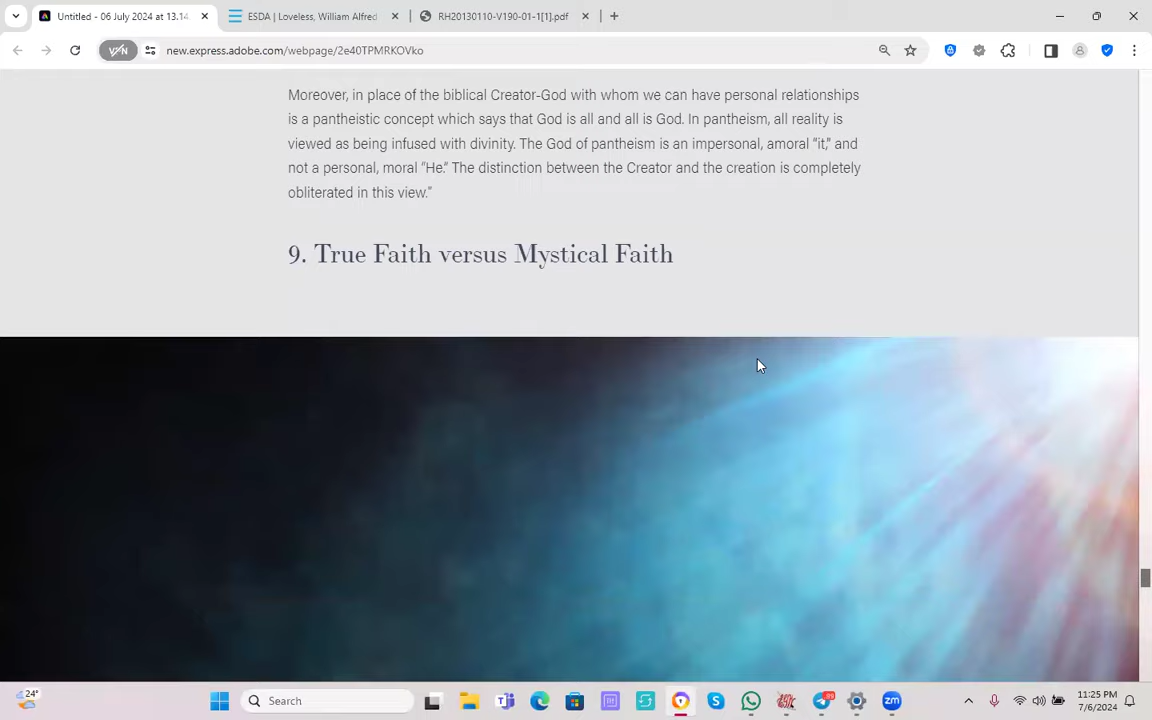 Untitled - 06 July 2024 at 13.14
ESDA | Loveless, William Alfred
RH20130110-V190-01-1[1].pdf
VPN
new.express.adobe.com/webpage/2e40TPMRKOVko
Moreover, in place of the biblical Creator-God with whom we can have personal relationships
is a pantheistic concept which says that God is all and all is God. In pantheism, all reality is
viewed as being infused with divinity. The God of pantheism is an impersonal, amoral “it,” and
not a personal, moral “He.” The distinction between the Creator and the creation is completely
obliterated in this view.”
9. True Faith versus Mystical Faith
24°
Search
zm
11:25 PM
7/6/2024